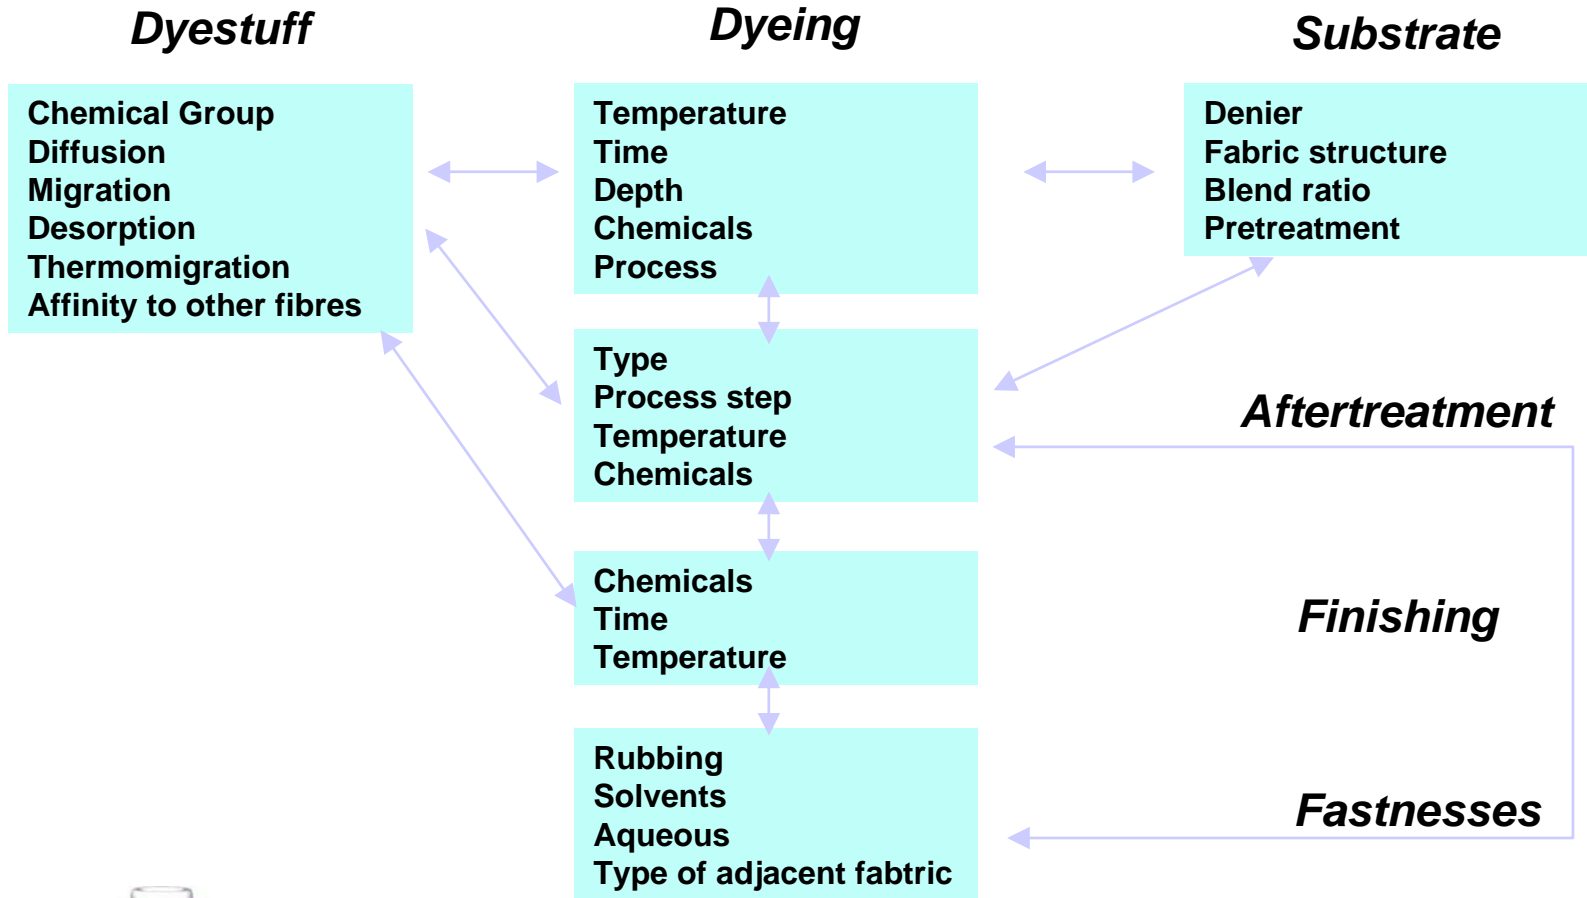 Dyestuff
Dyeing
Substrate
Chemical Group
Diffusion
Migration
Desorption
Thermomigration
Affinity to other fibres
Temperature
Time
Depth
Chemicals
Process
Denier
Fabric structure
Blend ratio
Pretreatment
Type
Process step
Temperature
Chemicals
Aftertreatment
Chemicals
Time
Temperature
Finishing
Rubbing
Solvents
Aqueous
Type of adjacent fabtric
Fastnesses